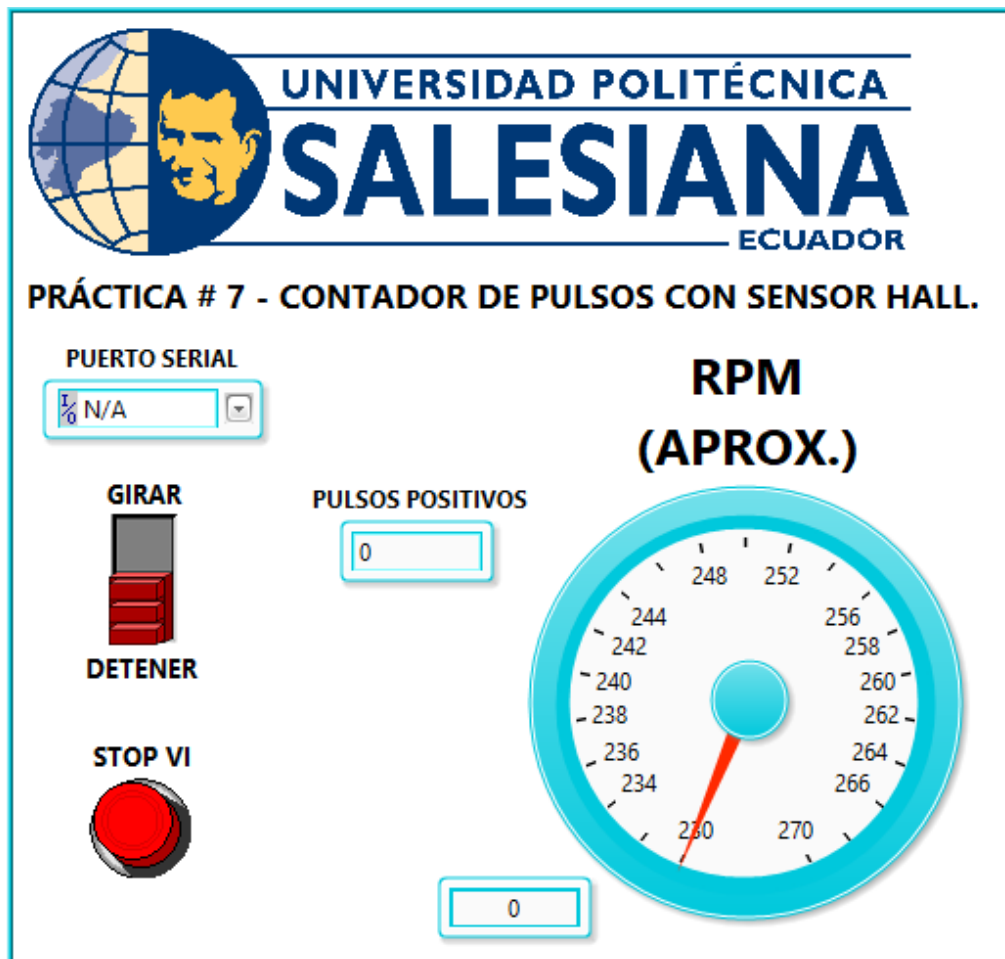 UNIVERSIDAD POLITÉCNICA
SALESIANA
ECUADOR
PRÁCTICA # 7 - CONTADOR DE PULSOS CON SENSOR HALL.
PUERTO SERIAL
I/O N/A
RPM
(APROX.)
GIRAR
PULSOS POSITIVOS
0
DETENER
STOP VI
248 252
244 256
242 258
240 260
238 262
236 264
234 266
230 270
0